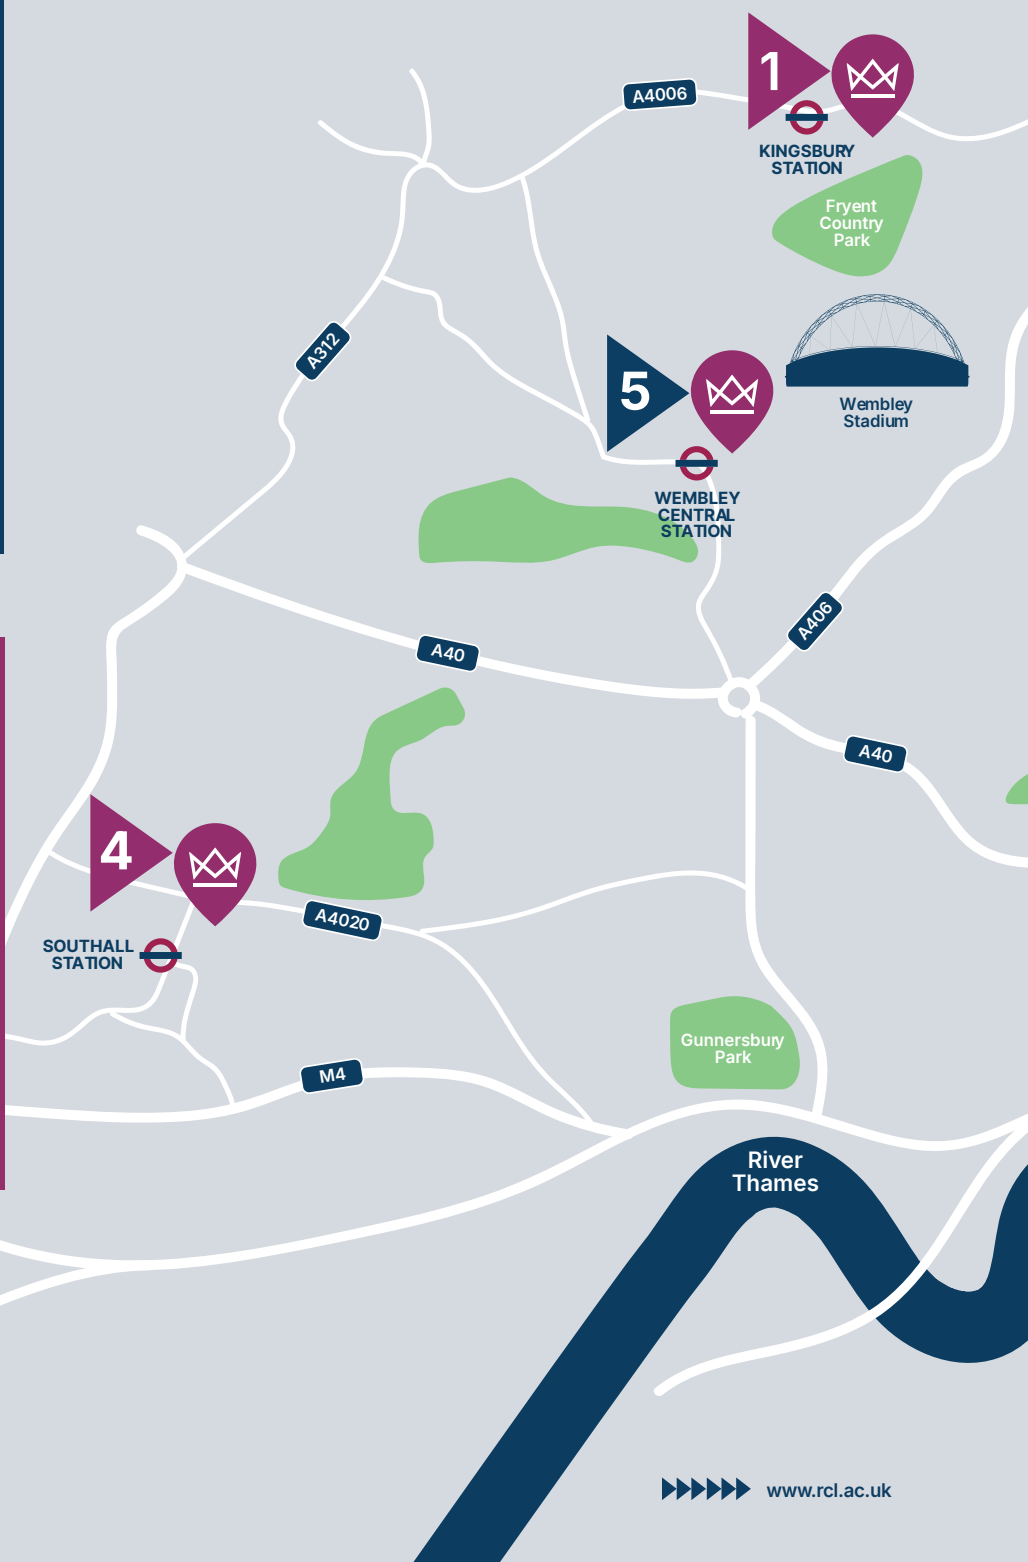 1
A4006
KINGSBURY
STATION
Fryent
Country
Park
A312
5
Wembley
Stadium
WEMBLEY
CENTRAL
STATION
A406
A40
A40
4
A4020
SOUTHALL
STATION
Gunnersbury
Park
M4
River
Thames
www.rcl.ac.uk